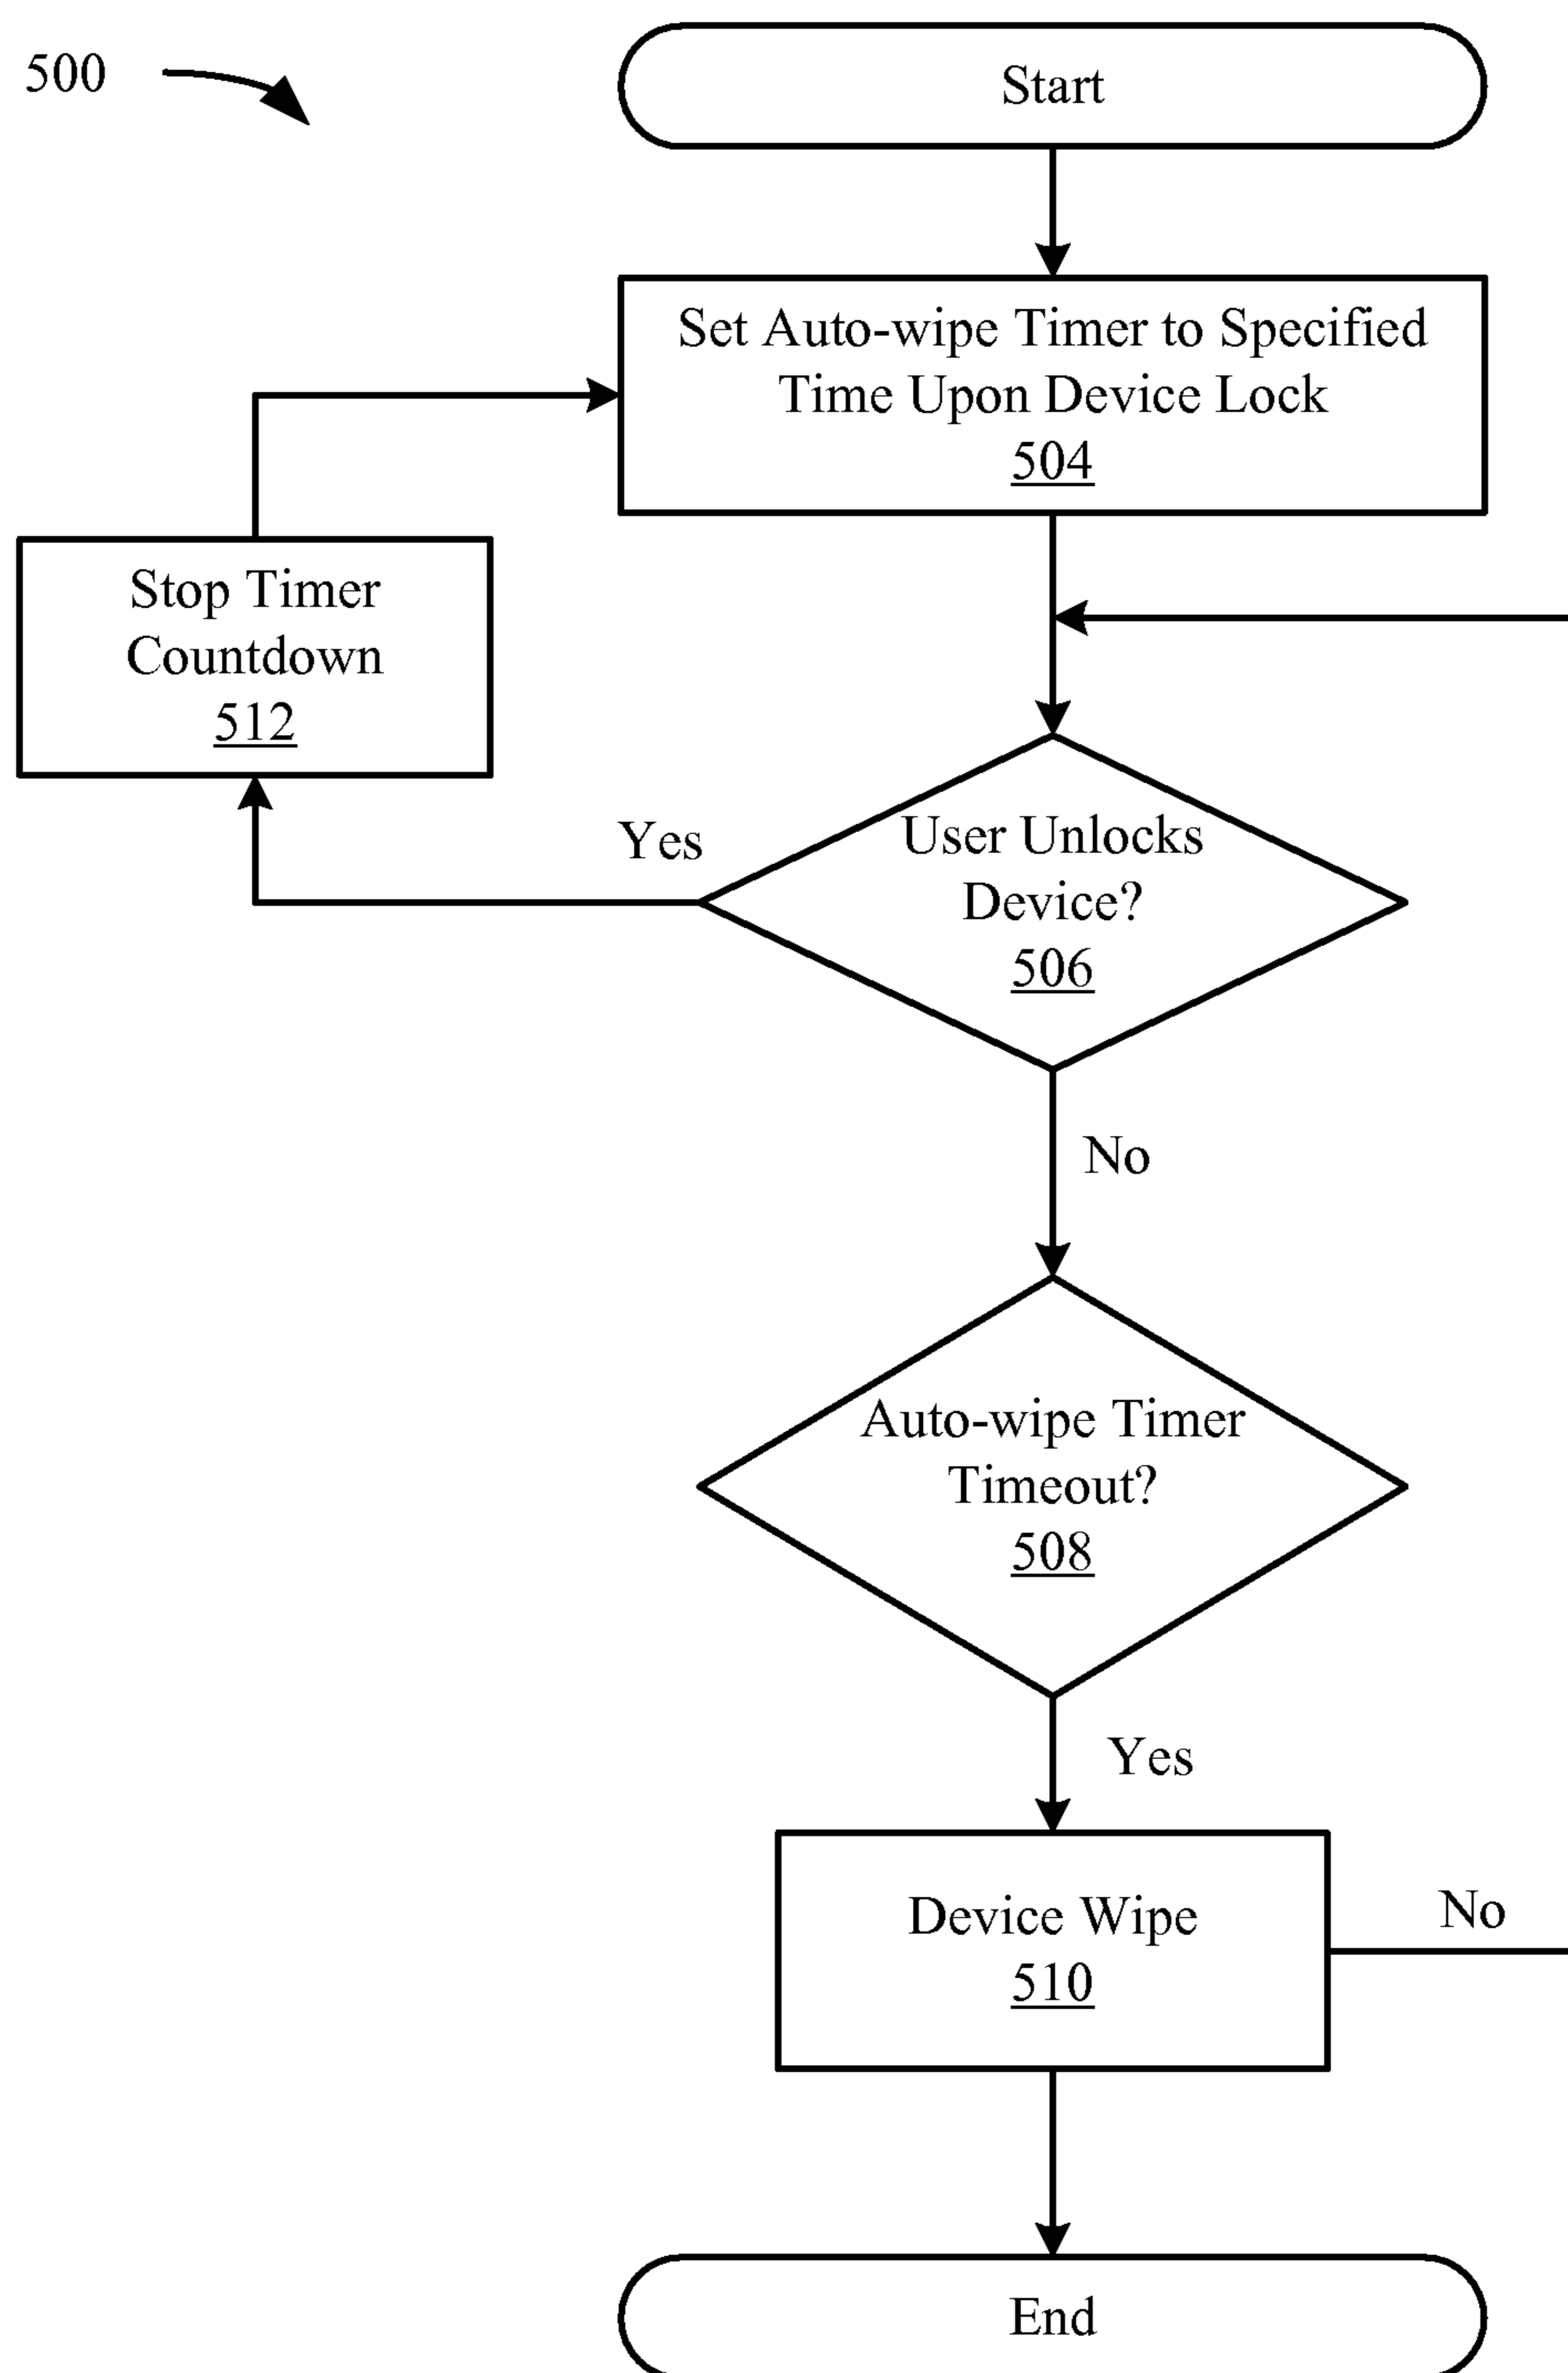 500
Start
Set Auto-wipe Timer to Specified
Time Upon Device Lock
504
Stop Timer
Countdown
512
Yes
User Unlocks
Device?
506
No
Auto-wipe Timer
Timeout?
508
Yes
Device Wipe
510
No
End